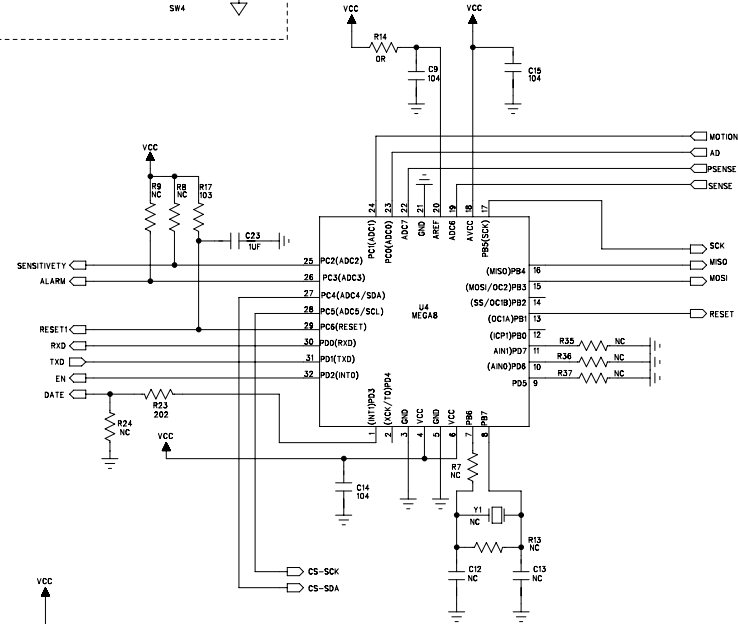 SW4
VCC
VCC
R14
0R
C9
104
C15
104
MOTION
AD
PSENSE
SENSE
VCC
R9
NC
R8
NC
R17
103
C23
1UF
24
23
22
21
20
19
18
17
PC1(ADC1)
PC0(ADC0)
ADC7
GND
AREF
ADC6
AVCC
PB5(SCK)
SCK
MISO
MOSI
RESET
SENSITIVETY
25
PC2(ADC2)
ALARM
26
PC3(ADC3)
27
PC4(ADC4/SDA)
28
PC5(ADC5/SCL)
RESET1
29
PC6(RESET)
RXD
30
PD0(RXD)
TXD
31
PD1(TXD)
EN
32
PD2(INT0)
DATE
U4
MEGA8
(MISO)PB4
16
(MOSI/OC2)PB3
15
(SS/OC1B)PB2
14
(OC1A)PB1
13
(ICP1)PB0
12
AIN1)PD7
11
(AIN0)PD6
10
PD5
9
R35
NC
R36
NC
R37
NC
R23
202
R24
NC
(INT1)PD3
(XCK/T0)PD4
GND
VCC
GND
VCC
PB6
PB7
1
2
3
4
5
6
7
8
VCC
C14
104
R7
NC
Y1
NC
R13
NC
C12
NC
C13
NC
CS-SCK
CS-SDA
VCC